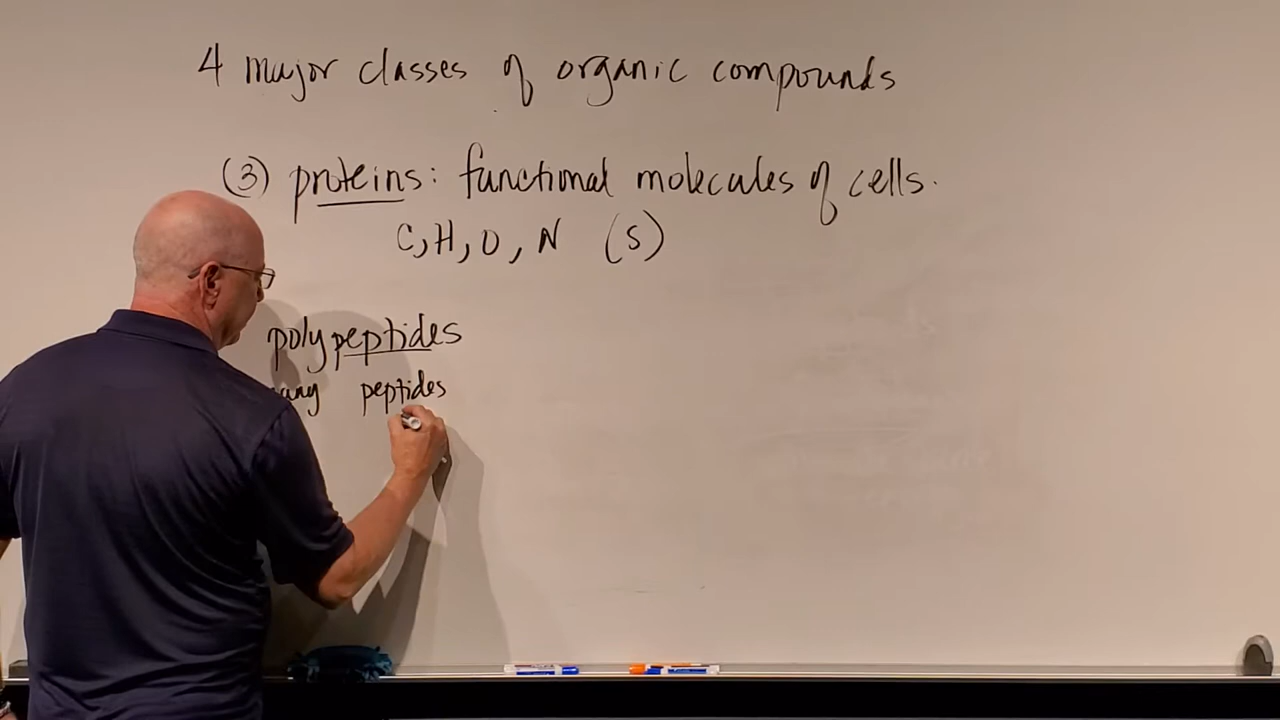 4 major classes of organic compounds
(3) proteins: functional molecules of cells.
C, H, O, N (S)
polypeptides
peptides